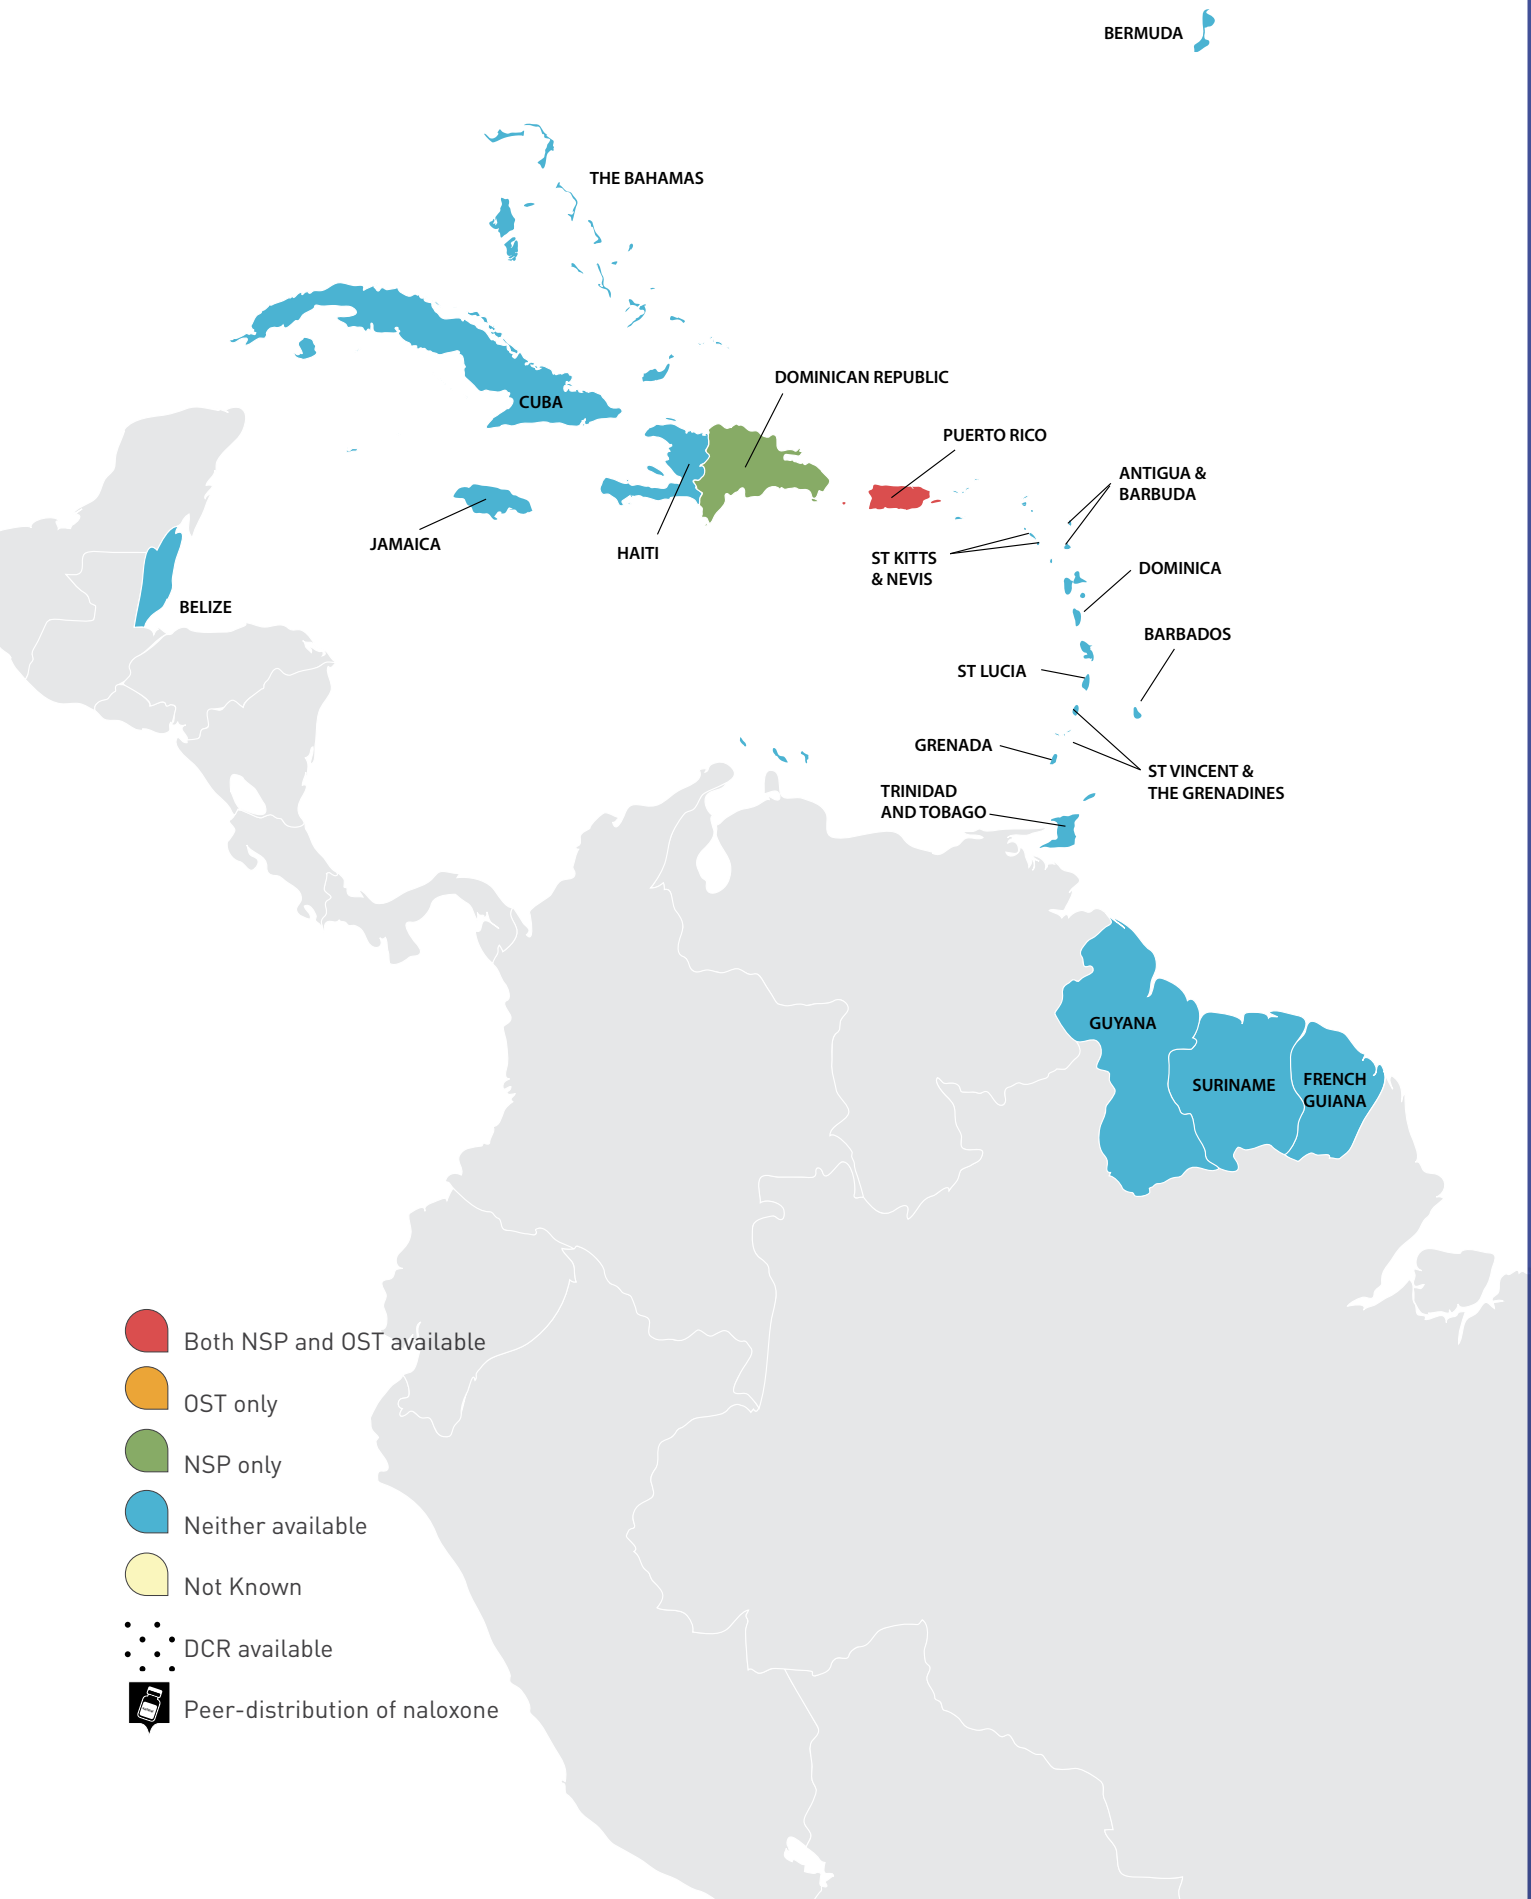 BERMUDA
THE BAHAMAS
DOMINICAN REPUBLIC
CUBA
PUERTO RICO
ANTIGUA &
BARBUDA
JAMAICA
HAITI
ST KITTS
& NEVIS
DOMINICA
BELIZE
BARBADOS
ST LUCIA
GRENADA
ST VINCENT &
THE GRENADINES
TRINIDAD
AND TOBAGO
GUYANA
SURINAME
FRENCH
GUIANA
Both NSP and OST available
OST only
NSP only
Neither available
Not Known
DCR available
Peer-distribution of naloxone